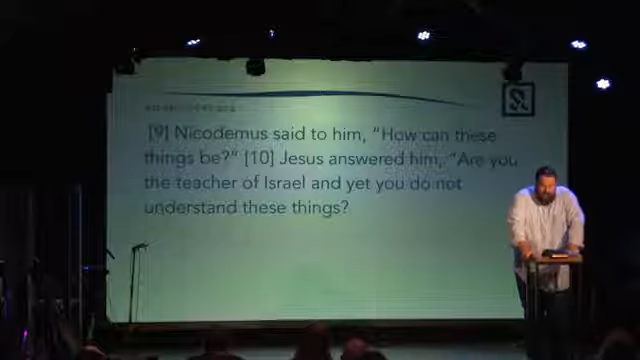 [9] Nicodemus said to him, “How can these
things be?” [10] Jesus answered him, “Are you
the teacher of Israel and yet you do not
understand these things?